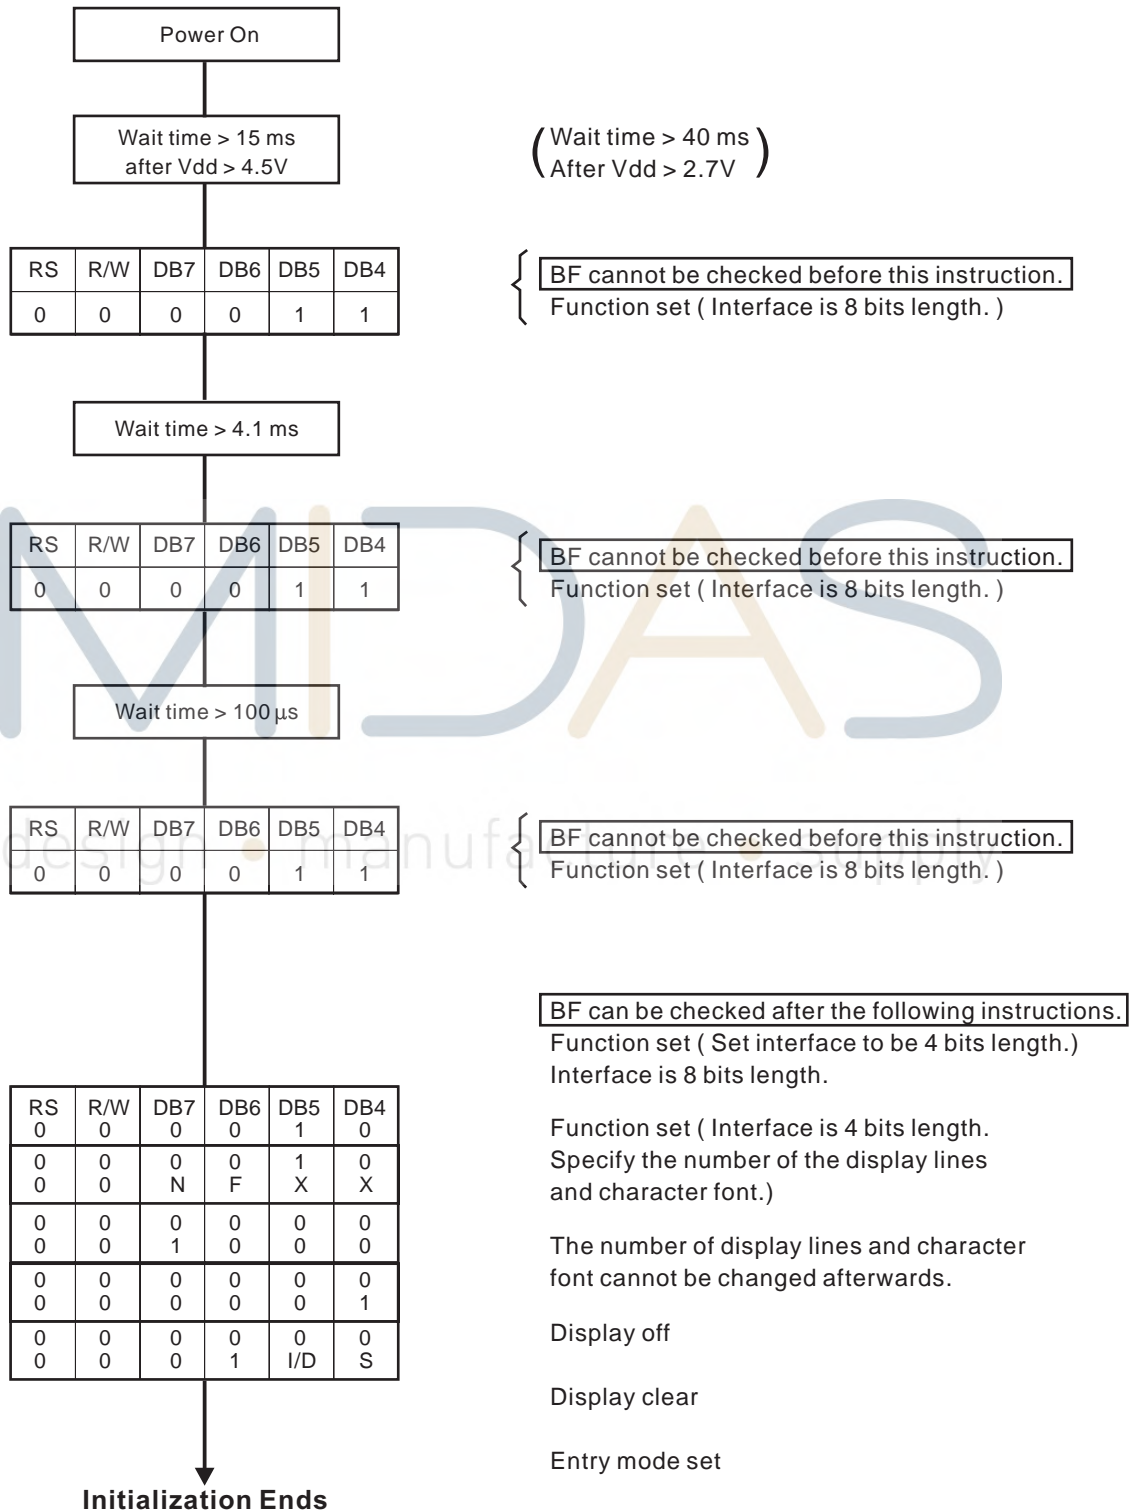 Power On
Wait time > 15 ms
after Vdd > 4.5V
(Wait time > 40 ms
After Vdd > 2.7V)
RS R/W DB7 DB6 DB5 DB4
0 0 0 0 1 1
BF cannot be checked before this instruction.
Function set ( Interface is 8 bits length. )
Wait time > 4.1 ms
RS R/W DB7 DB6 DB5 DB4
0 0 0 0 1 1
BF cannot be checked before this instruction.
Function set ( Interface is 8 bits length. )
MIDAS
Wait time > 100 µs
RS R/W DB7 DB6 DB5 DB4
0 0 0 0 1 1
BF cannot be checked before this instruction.
Function set ( Interface is 8 bits length. )
design • manufacture • supply
RS R/W DB7 DB6 DB5 DB4
0 0 0 0 1 0
0 0 0 0 1 0
0 0 N F X X
0 0 0 0 0 0
0 0 1 0 0 0
0 0 0 0 0 0
0 0 0 0 0 1
0 0 0 0 0 0
0 0 0 1 I/D S
BF can be checked after the following instructions.
Function set ( Set interface to be 4 bits length.)
Interface is 8 bits length.
Function set ( Interface is 4 bits length.
Specify the number of the display lines
and character font.)
The number of display lines and character
font cannot be changed afterwards.
Display off
Display clear
Entry mode set
Initialization Ends